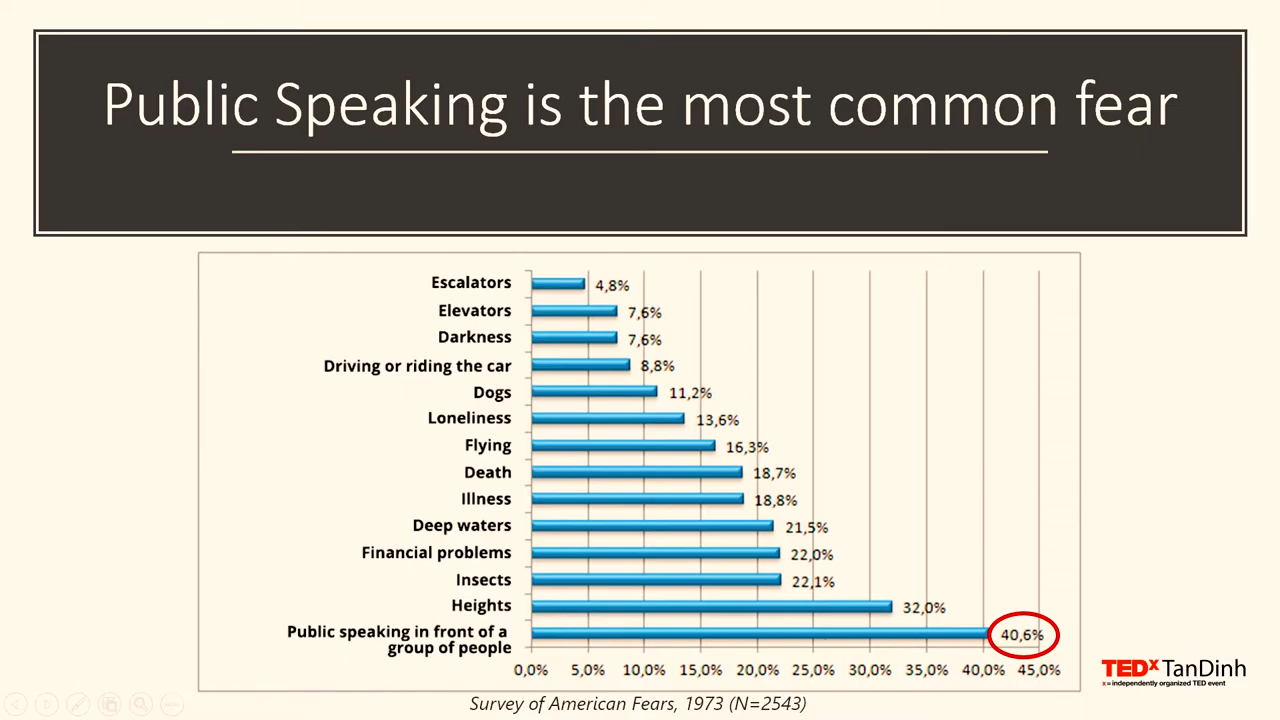 Public Speaking is the most common fear
Escalators 4,8%
Elevators 7,6%
Darkness 7,6%
Driving or riding the car 8,8%
Dogs 11,2%
Loneliness 13,6%
Flying 16,3%
Death 18,7%
Illness 18,8%
Deep waters 21,5%
Financial problems 22,0%
Insects 22,1%
Heights 32,0%
Public speaking in front of a
group of people 40,6%
0,0% 5,0% 10,0% 15,0% 20,0% 25,0% 30,0% 35,0% 40,0% 45,0%
TEDx TanDinh
x = independently organized TED event
Survey of American Fears, 1973 (N=2543)